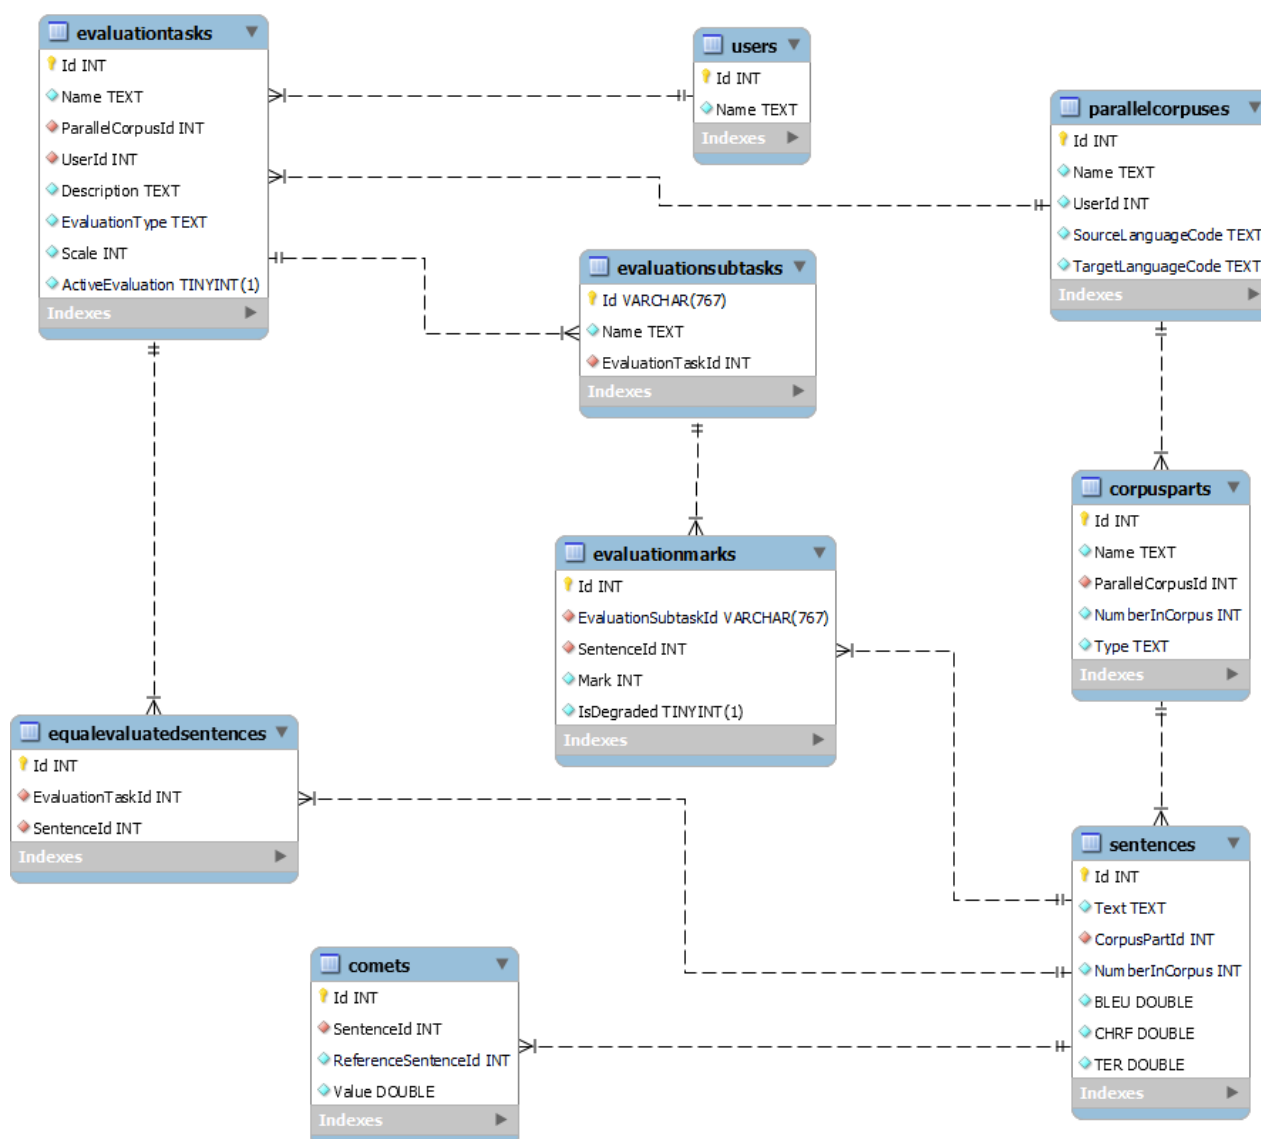 evaluationtasks
Id INT
Name TEXT
ParallelCorpusId INT
UserId INT
Description TEXT
EvaluationType TEXT
Scale INT
ActiveEvaluation TINYINT(1)
Indexes
users
Id INT
Name TEXT
Indexes
parallelcorpuses
Id INT
Name TEXT
UserId INT
SourceLanguageCode TEXT
TargetLanguageCode TEXT
Indexes
evaluationsubtasks
Id VARCHAR(767)
Name TEXT
EvaluationTaskId INT
Indexes
corpusparts
Id INT
Name TEXT
ParallelCorpusId INT
NumberInCorpus INT
Type TEXT
Indexes
evaluationmarks
Id INT
EvaluationSubtaskId VARCHAR(767)
SentenceId INT
Mark INT
IsDegraded TINYINT(1)
Indexes
equalevaluatedsentences
Id INT
EvaluationTaskId INT
SentenceId INT
Indexes
sentences
Id INT
Text TEXT
CorpusPartId INT
NumberInCorpus INT
BLEU DOUBLE
CHRF DOUBLE
TER DOUBLE
Indexes
comets
Id INT
SentenceId INT
ReferenceSentenceId INT
Value DOUBLE
Indexes